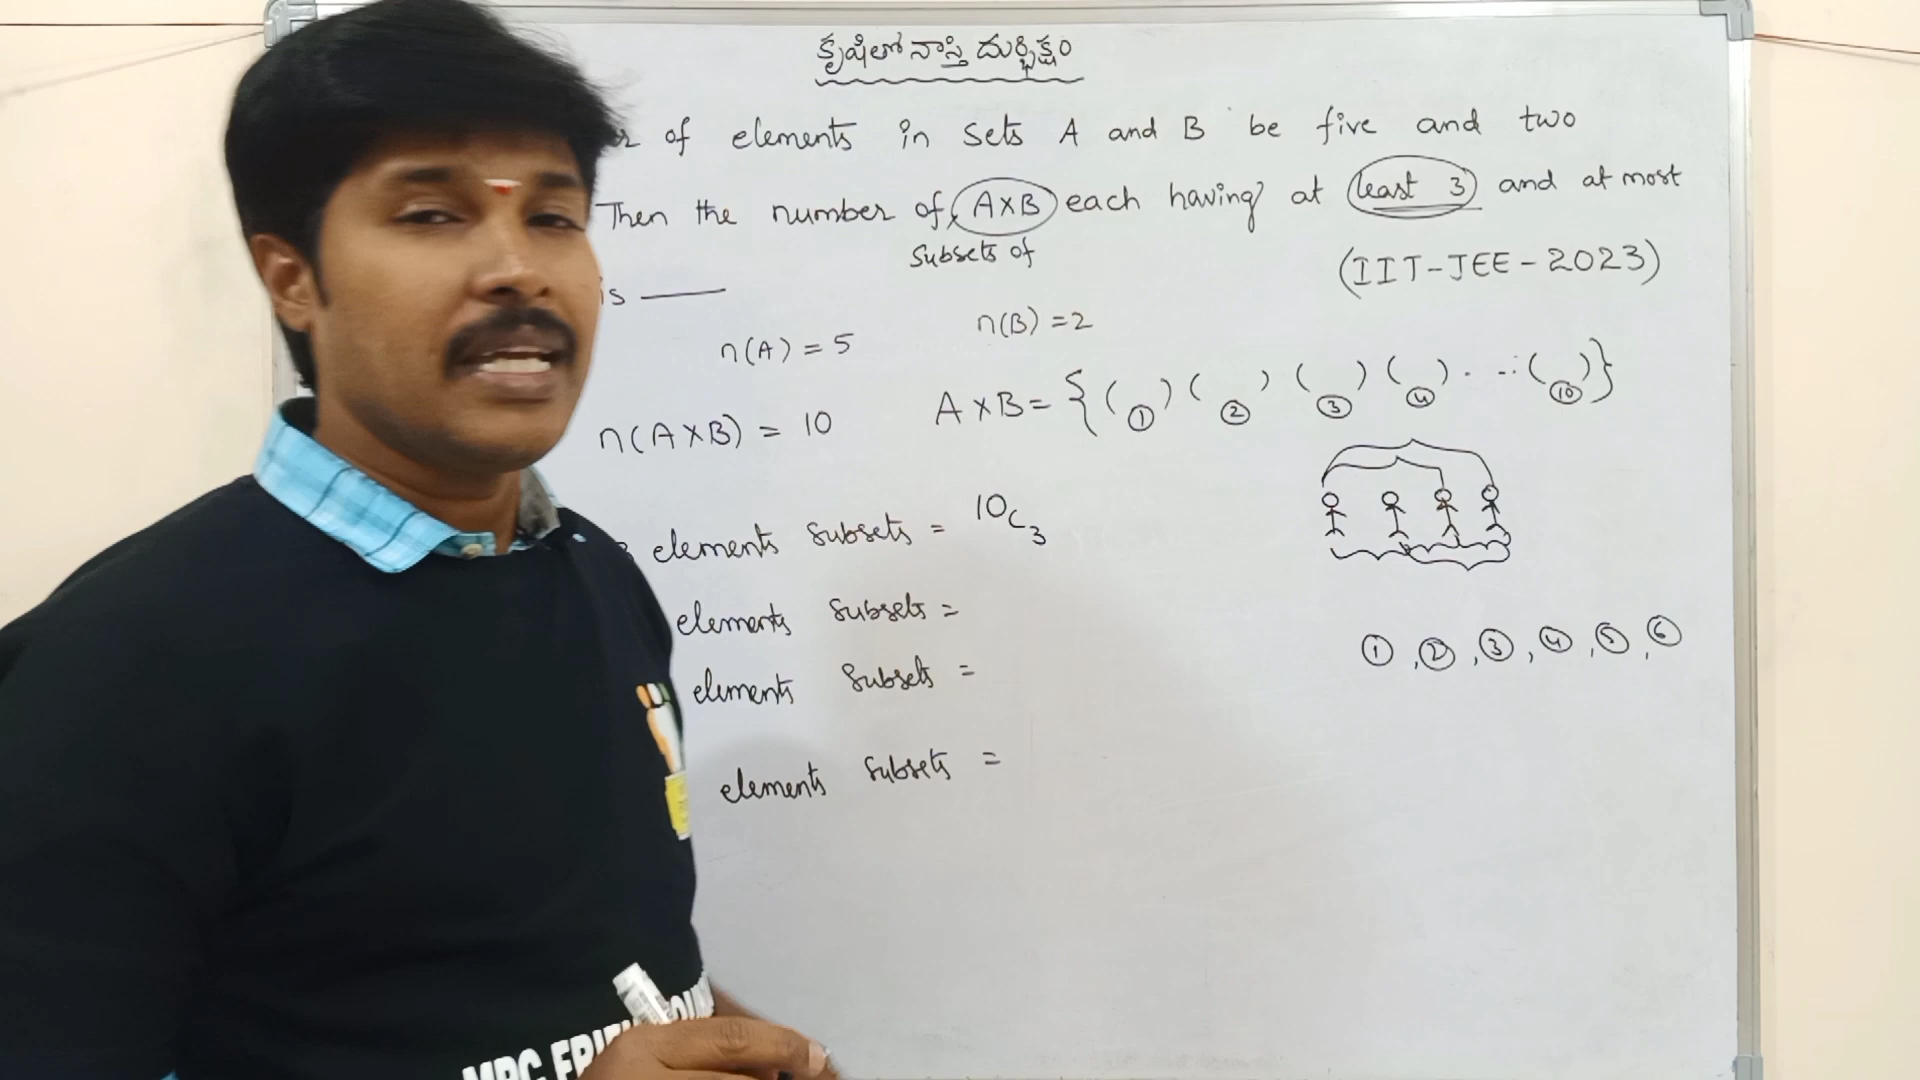 కృషితో నాస్తి దుర్భిక్షం
of elements in sets A and B be five and two
Then the number of A×B each having at least 3 and at most
subsets of
(IIT-JEE-2023)
is ____
n(A) = 5
n(B) = 2
n(A×B) = 10
A×B = {( 1 ) ( 2 ) ( 3 ) ( 4 ) . ... ( 10 )}
elements subsets = 10C3
elements subsets =
1, 2, 3, 4, 5, 6
elements subsets =
elements subsets =
MPC